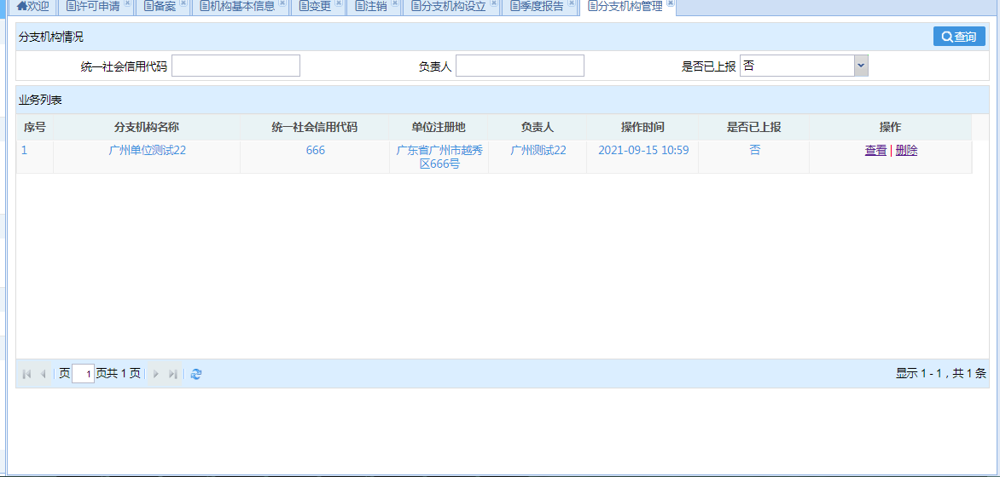 欢迎 许可申请 备案 机构基本信息 变更 注销 分支机构设立 季度报告 分支机构管理
分支机构情况 查询
统一社会信用代码 负责人 是否已上报 否
业务列表
序号 分支机构名称 统一社会信用代码 单位注册地 负责人 操作时间 是否已上报 操作
1 广州单位测试22 666 广东省广州市越秀 广州测试22 2021-09-15 10:59 否 查看 | 删除
区666号
页 1 页共 1 页 显示 1 - 1，共 1 条